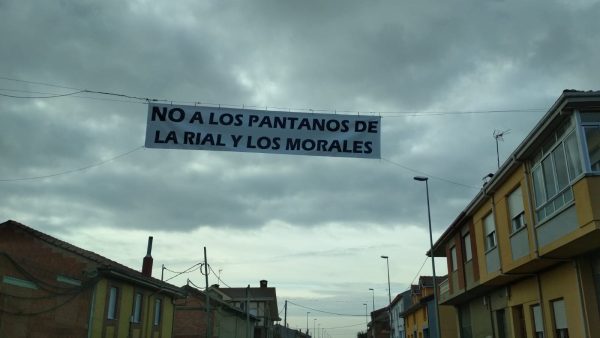 NO A LOS PANTANOS DE
LA RIAL Y LOS MORALES